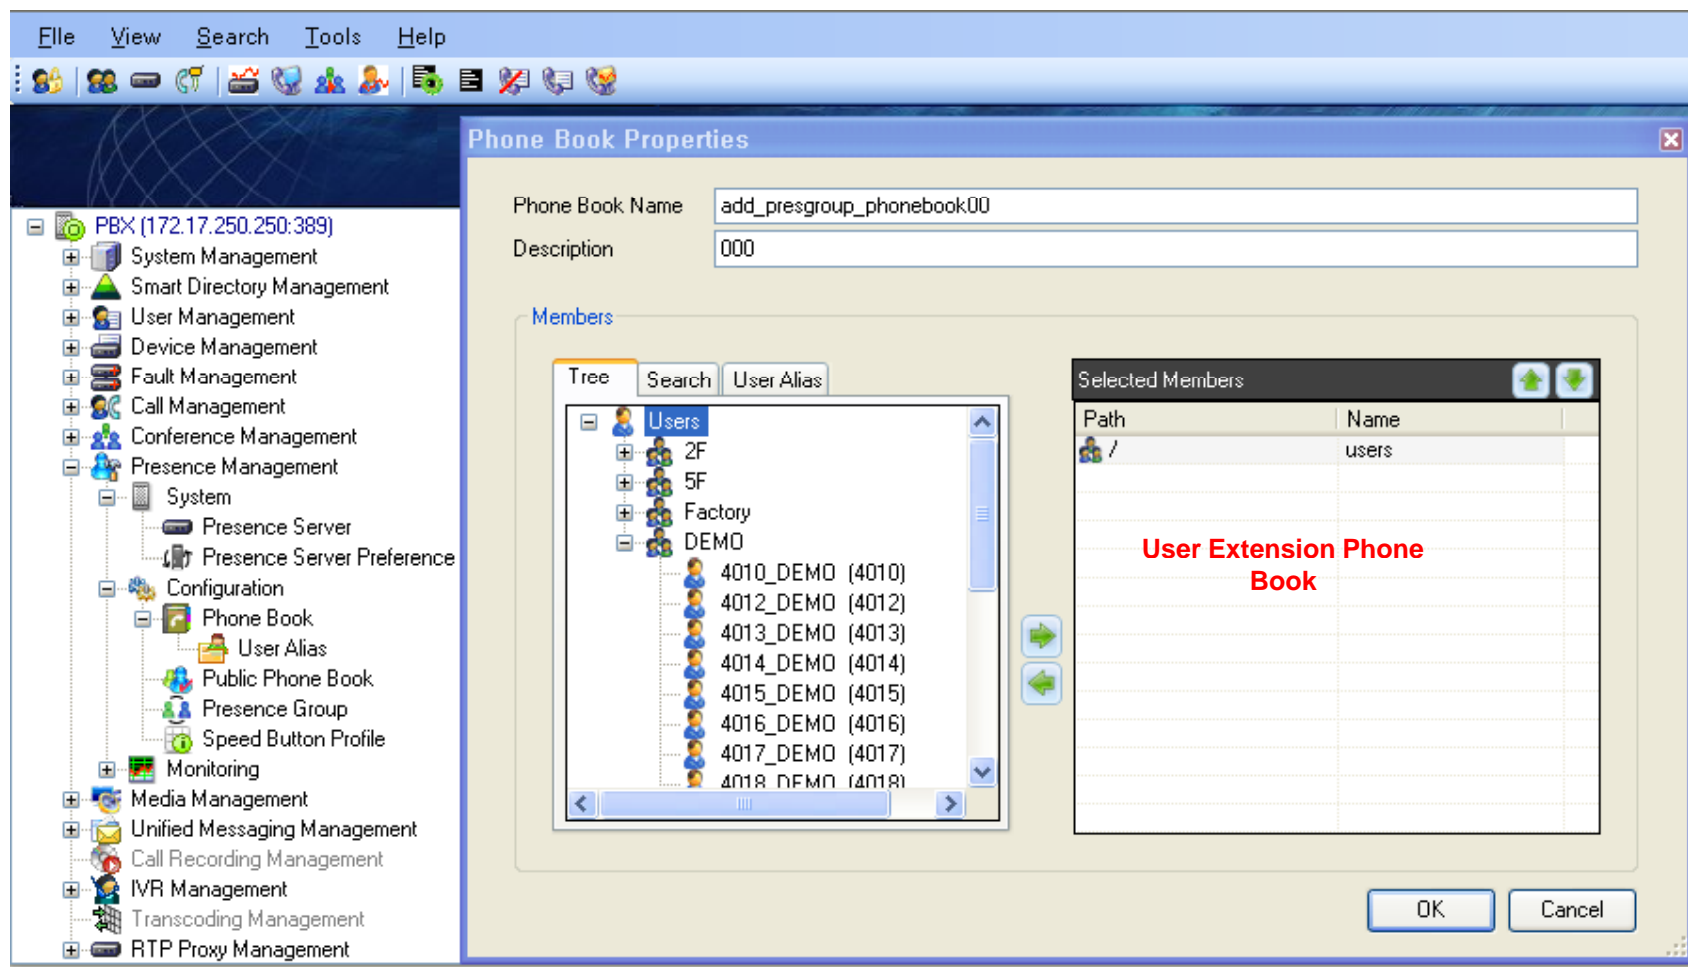 FIle View Search Tools Help
Phone Book Properties
PBX (172.17.250.250:389)
System Management
Smart Directory Management
User Management
Device Management
Fault Management
Call Management
Conference Management
Presence Management
System
Presence Server
Presence Server Preference
Configuration
Phone Book
User Alias
Public Phone Book
Presence Group
Speed Button Profile
Monitoring
Media Management
Unified Messaging Management
Call Recording Management
IVR Management
Transcoding Management
RTP Proxy Management
Phone Book Name add_presgroup_phonebook00
Description 000
Members
Tree Search User Alias
Users
2F
5F
Factory
DEMO
4010_DEMO (4010)
4012_DEMO (4012)
4013_DEMO (4013)
4014_DEMO (4014)
4015_DEMO (4015)
4016_DEMO (4016)
4017_DEMO (4017)
4018_DEMO (4018)
Selected Members
Path Name
/ users
User Extension Phone
Book
OK Cancel